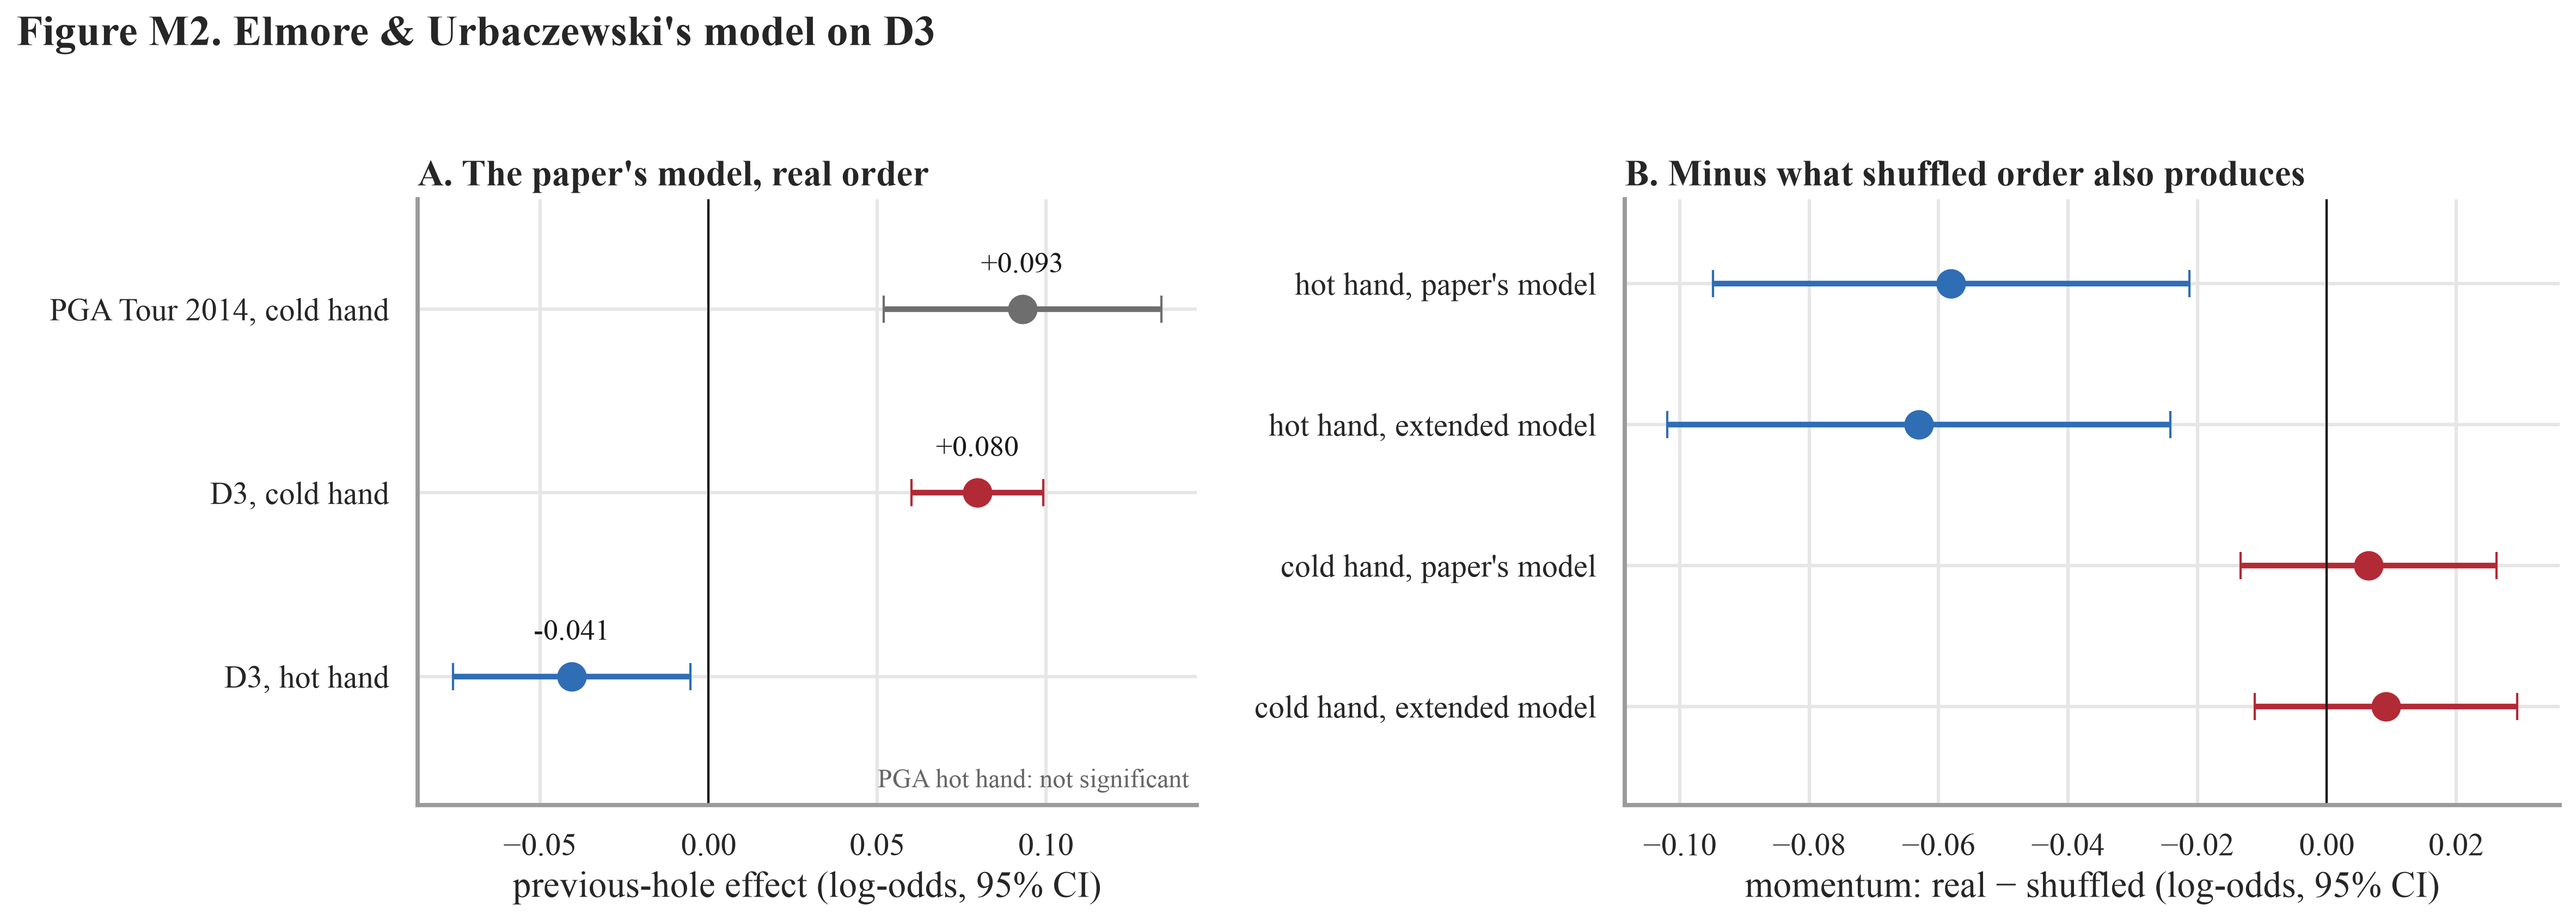 Figure M2. Elmore & Urbaczewski's model on D3
A. The paper's model, real order
+0.093
PGA Tour 2014, cold hand
+0.080
D3, cold hand
-0.041
D3, hot hand
PGA hot hand: not significant
−0.05 0.00 0.05 0.10
previous-hole effect (log-odds, 95% CI)
B. Minus what shuffled order also produces
hot hand, paper's model
hot hand, extended model
cold hand, paper's model
cold hand, extended model
−0.10 −0.08 −0.06 −0.04 −0.02 0.00 0.02
momentum: real − shuffled (log-odds, 95% CI)